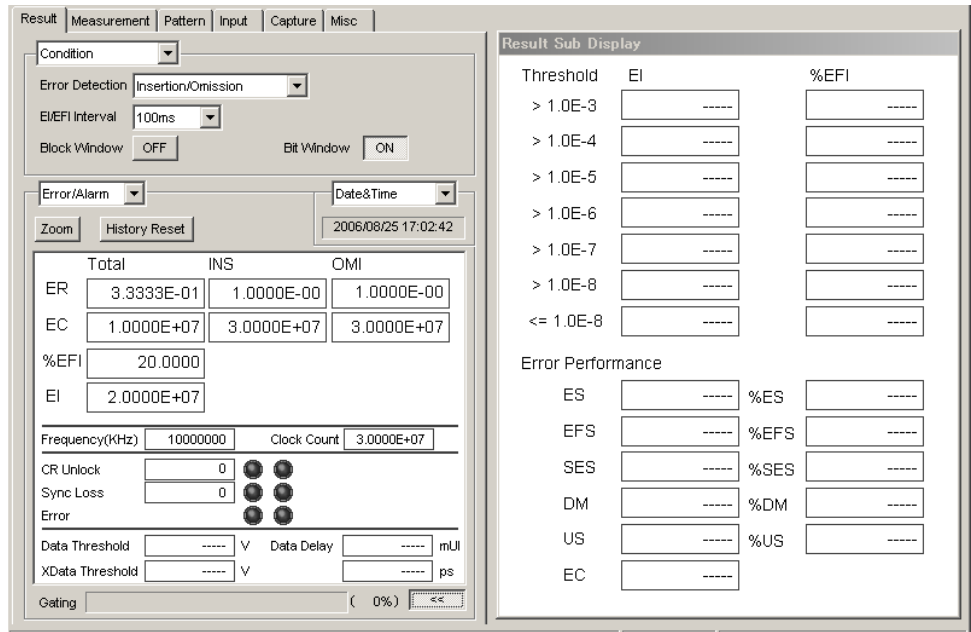 Result Measurement Pattern Input Capture Misc
Condition
Error Detection Insertion/Omission
EI/EFI Interval 100ms
Block Window OFF Bit Window ON
Error/Alarm Date&Time
Zoom History Reset 2006/08/25 17:02:42
Total INS OMI
ER 3.3333E-01 1.0000E-00 1.0000E-00
EC 1.0000E+07 3.0000E+07 3.0000E+07
%EFI 20.0000
EI 2.0000E+07
Frequency(KHz) 10000000 Clock Count 3.0000E+07
CR Unlock 0
Sync Loss 0
Error
Data Threshold ----- V Data Delay ----- mUI
XData Threshold ----- V ----- ps
Gating ( 0%) <<
Result Sub Display
Threshold EI %EFI
> 1.0E-3 ----- -----
> 1.0E-4 ----- -----
> 1.0E-5 ----- -----
> 1.0E-6 ----- -----
> 1.0E-7 ----- -----
> 1.0E-8 ----- -----
<= 1.0E-8 ----- -----
Error Performance
ES ----- %ES -----
EFS ----- %EFS -----
SES ----- %SES -----
DM ----- %DM -----
US ----- %US -----
EC -----